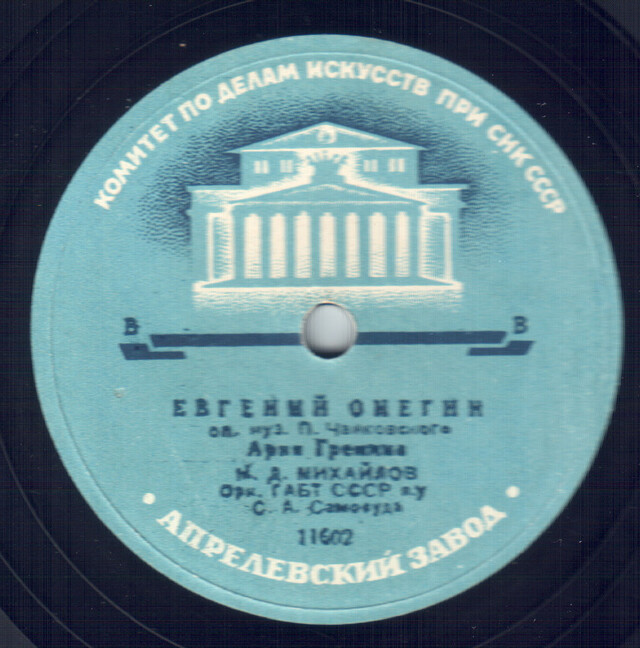 КОМИТЕТ ПО ДЕЛАМ ИСКУССТВ ПРИ СНК СССР
В В
ЕВГЕНИЙ ОНЕГИН
оп. муз. П. Чайковского
Ария Гремина
М. Д. МИХАЙЛОВ
Орк. ГАБТ СССР п.у
С. А. Самосуда
11602
• АПРЕЛЕВСКИЙ ЗАВОД •